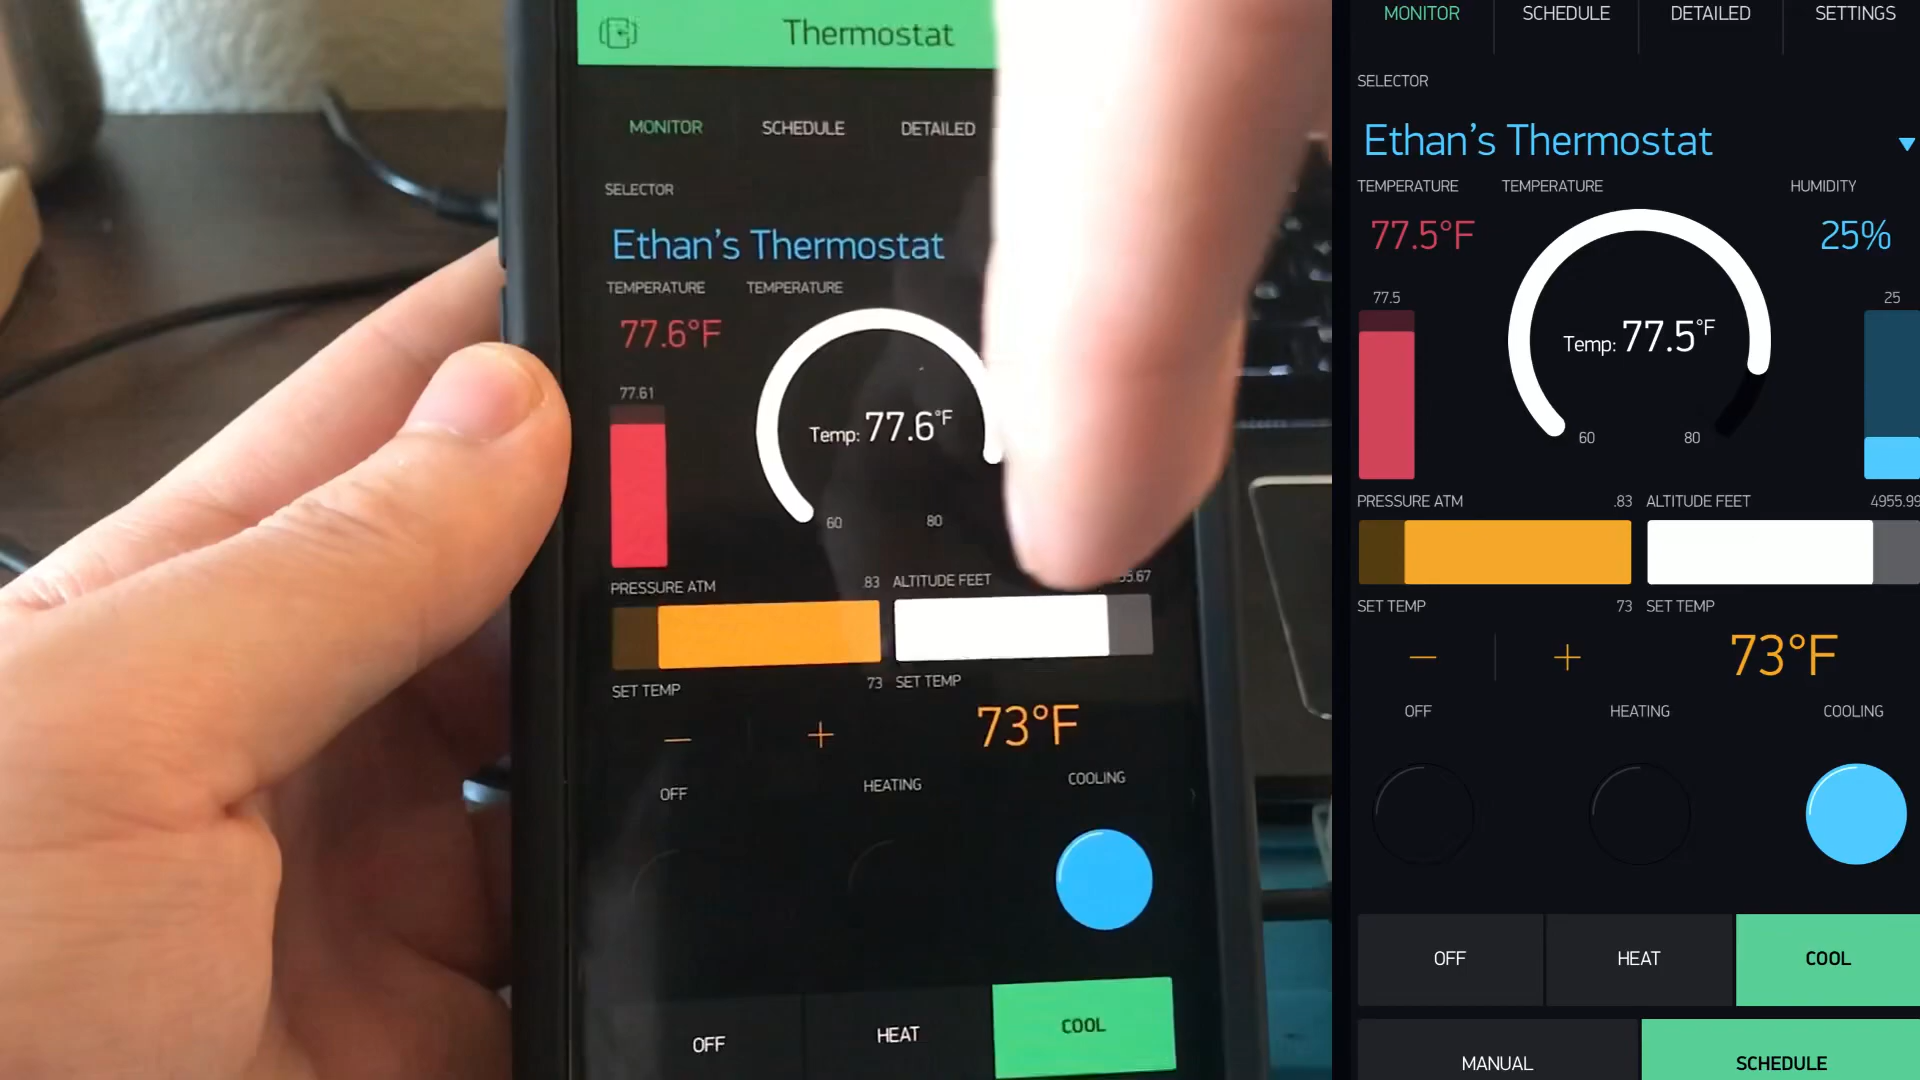 Thermostat
MONITOR SCHEDULE DETAILED
SELECTOR
Ethan's Thermostat
TEMPERATURE TEMPERATURE
77.6°F
77.61
Temp: 77.6°F
60 80
PRESSURE ATM .83 ALTITUDE FEET
SET TEMP 73 SET TEMP
— + 73°F
OFF HEATING COOLING
OFF HEAT COOL
MONITOR SCHEDULE DETAILED SETTINGS
SELECTOR
Ethan's Thermostat
TEMPERATURE TEMPERATURE HUMIDITY
77.5°F 25%
77.5 25
Temp: 77.5°F
60 80
PRESSURE ATM .83 ALTITUDE FEET 4955.99
SET TEMP 73 SET TEMP
— + 73°F
OFF HEATING COOLING
OFF HEAT COOL
MANUAL SCHEDULE